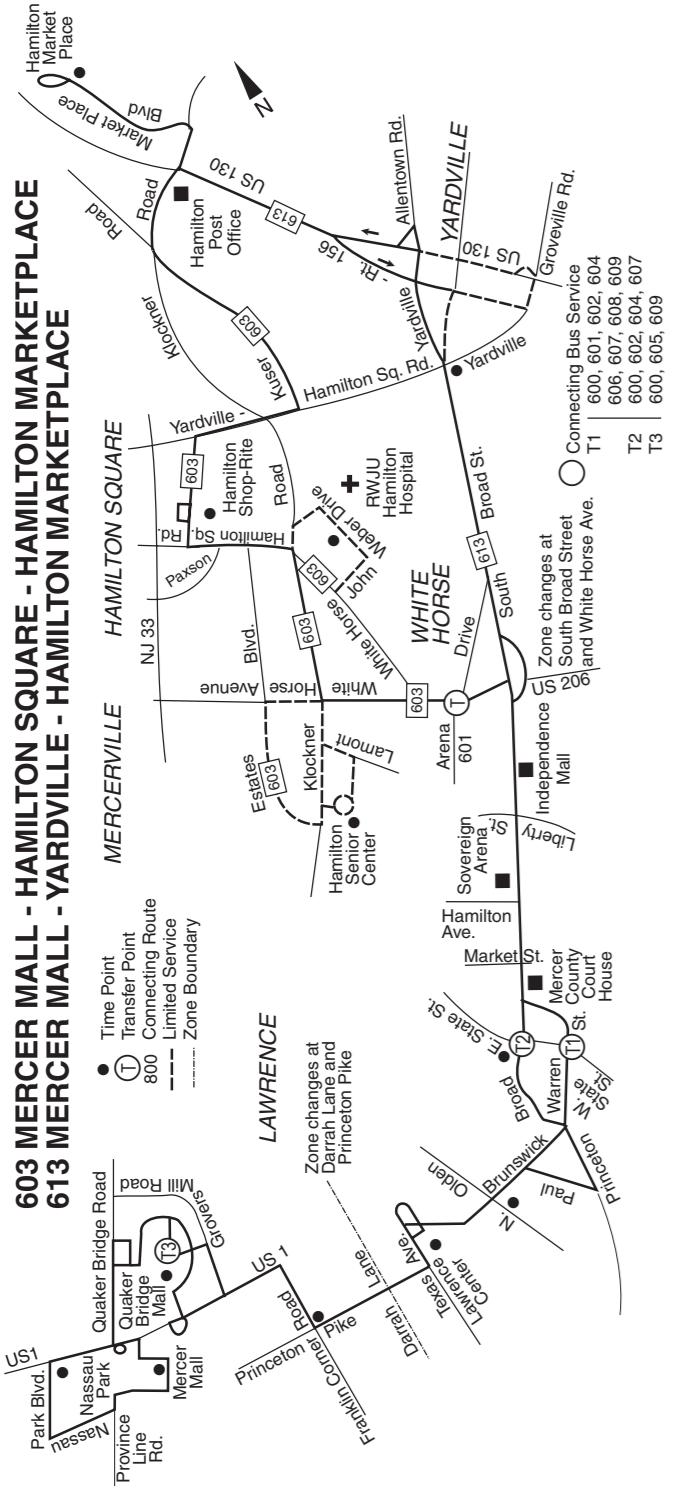 603 MERCER MALL - HAMILTON SQUARE - HAMILTON MARKETPLACE
613 MERCER MALL - YARDVILLE - HAMILTON MARKETPLACE
Time Point
T Transfer Point
800 Connecting Route
Limited Service
Zone Boundary
US1
Park Blvd.
Nassau
Park
Nassau
Province
Line
Rd.
Mercer
Mall
Quaker Bridge Road
Quaker
Bridge
Mall
T3
Grovers
Mill Road
US 1
Princeton
Pike
Franklin Corner
Road
LAWRENCE
Zone changes at
Darrah Lane and
Princeton Pike
Darrah
Lane
Texas
Ave.
Lawrence
Center
N.
Olden
Brunswick
Paul
Princeton
Broad
E. State St.
T2
Warren
St.
T1
W.
State
St.
Mercer
County
Court
House
Market St.
Hamilton
Ave.
Sovereign
Arena
Liberty
St.
Independence
Mall
MERCERVILLE
HAMILTON SQUARE
NJ 33
Estates
Blvd.
603
Klockner
Road
Hamilton
Senior
Center
Lamont
White
Horse
Avenue
603
T
Arena
Drive
601
US 206
Zone changes at
South Broad Street
and White Horse Ave.
WHITE
HORSE
603
White Horse
Hamilton Sq.
Rd.
603
John
Weber Drive
RWJU
Hamilton
Hospital
Paxson
603
Hamilton
Shop-Rite
Yardville -
Hamilton Sq. Rd.
South
613
Broad St.
Yardville
Kuser
603
Road
Klockner
Road
Hamilton
Post
Office
Market Place
Blvd
Hamilton
Market
Place
N
US 130
613
Yardville
- Rt. 156
Allentown Rd.
YARDVILLE
US 130
Groveville Rd.
Connecting Bus Service
T1 600, 601, 602, 604
606, 607, 608, 609
T2 600, 602, 604, 607
T3 600, 605, 609